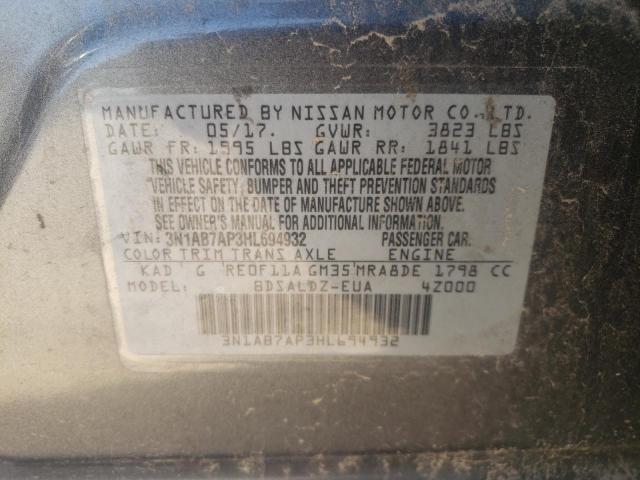 MANUFACTURED BY NISSAN MOTOR CO.,LTD.
DATE: 05/17. GVWR: 3823 LBS
GAWR FR: 1995 LBS GAWR RR: 1841 LBS
THIS VEHICLE CONFORMS TO ALL APPLICABLE FEDERAL MOTOR
VEHICLE SAFETY, BUMPER AND THEFT PREVENTION STANDARDS
IN EFFECT ON THE DATE OF MANUFACTURE SHOWN ABOVE.
SEE OWNER'S MANUAL FOR ADDITIONAL INFORMATION.
VIN: 3N1AB7AP3HL694932 PASSENGER CAR.
COLOR TRIM TRANS AXLE ENGINE
KAD G RE0F11A GM35 MRA8DE 1798 CC
BDSALDZ-EUA 4Z000
3N1AB7AP3HL694932